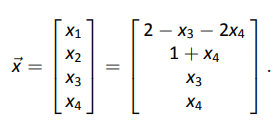 x⃗ = [ x₁ x₂ x₃ x₄ ] = [ 2 − x₃ − 2x₄
1 + x₄
x₃
x₄ ] .